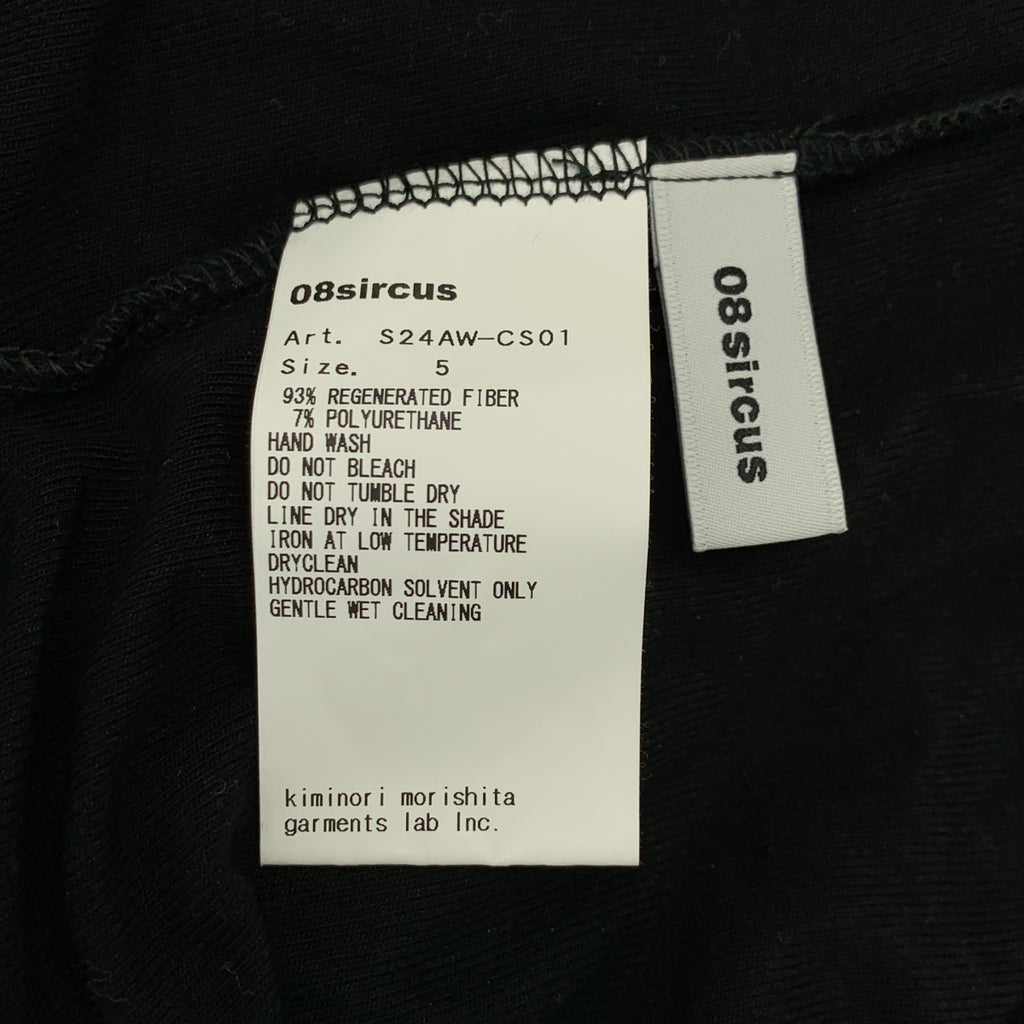 08sircus
Art. S24AW-CS01
Size. 5
93% REGENERATED FIBER
7% POLYURETHANE
HAND WASH
DO NOT BLEACH
DO NOT TUMBLE DRY
LINE DRY IN THE SHADE
IRON AT LOW TEMPERATURE
DRYCLEAN
HYDROCARBON SOLVENT ONLY
GENTLE WET CLEANING
kiminori morishita
garments lab Inc.
08sircus